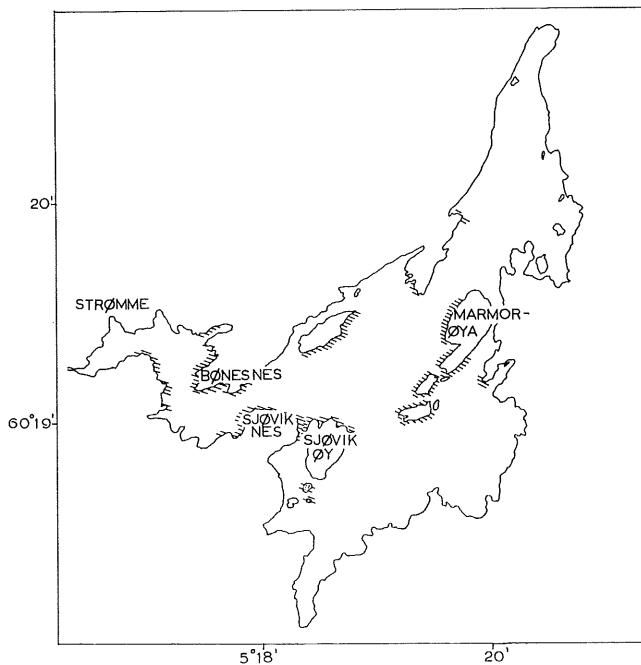 20'
STRØMME
MARMOR-
ØYA
BØNESNES
60°19'
SJØVIK
NES
SJØVIK
ØY
5°18'
20'